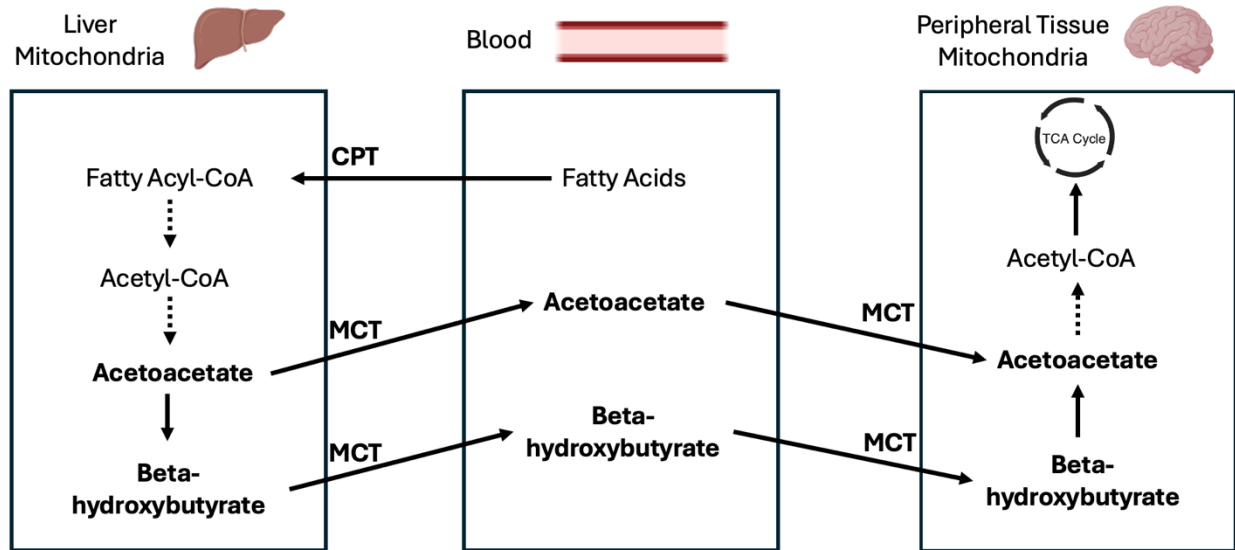 Liver
Mitochondria
Blood
Peripheral Tissue
Mitochondria
CPT
Fatty Acyl-CoA
Fatty Acids
TCA Cycle
Acetyl-CoA
Acetyl-CoA
MCT
Acetoacetate
MCT
Acetoacetate
Acetoacetate
MCT
Beta-
hydroxybutyrate
MCT
Beta-
hydroxybutyrate
Beta-
hydroxybutyrate